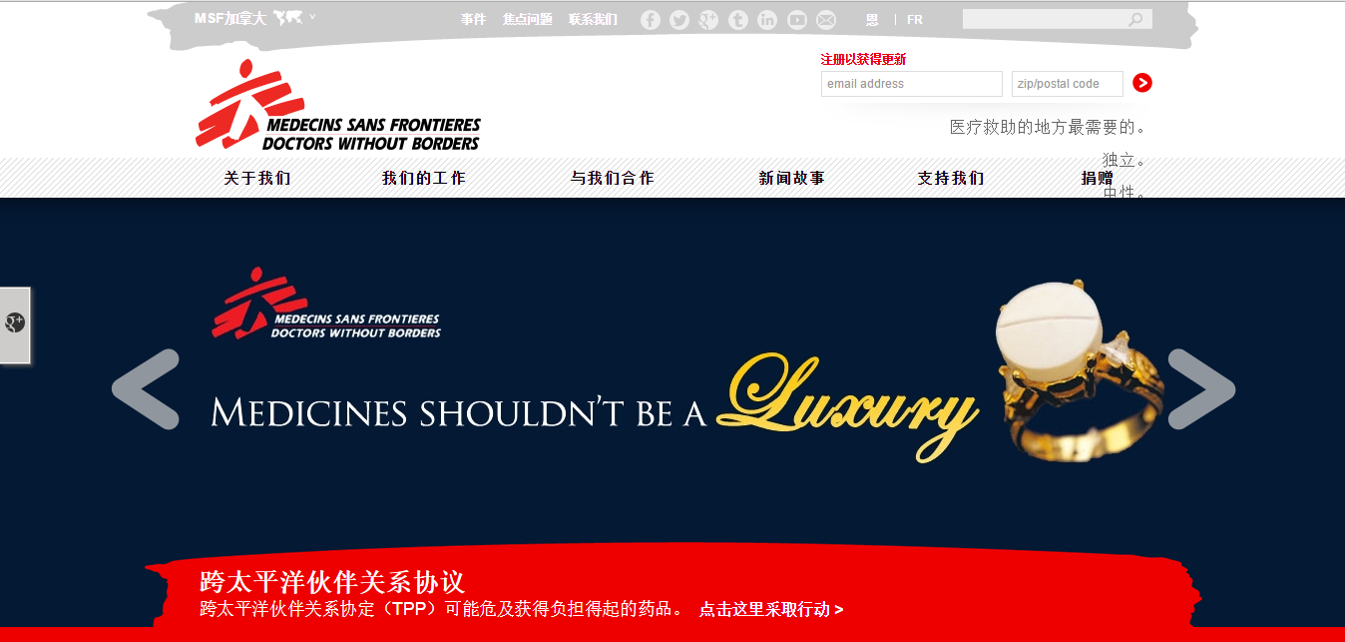 MSF加拿大
事件 焦点问题 联系我们 恩 | FR
注册以获得更新
email address zip/postal code
MEDECINS SANS FRONTIERES
DOCTORS WITHOUT BORDERS
医疗救助的地方最需要的。
独立。
中性。
关于我们 我们的工作 与我们合作 新闻故事 支持我们 捐赠
MEDECINS SANS FRONTIERES
DOCTORS WITHOUT BORDERS
MEDICINES SHOULDN'T BE A Luxury
跨太平洋伙伴关系协议
跨太平洋伙伴关系协定（TPP）可能危及获得负担得起的药品。 点击这里采取行动 >